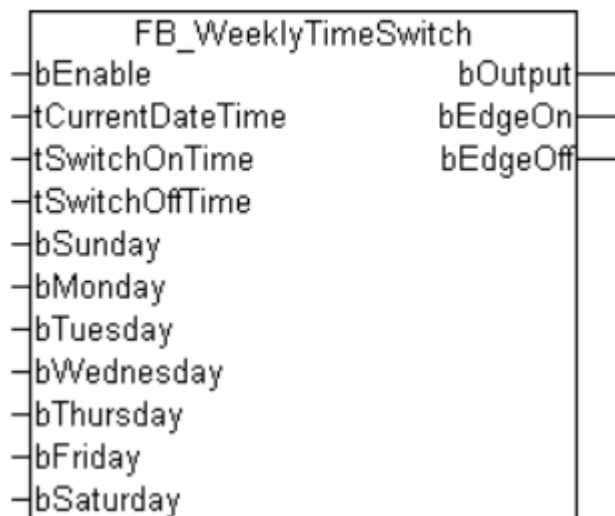 FB_WeeklyTimeSwitch
bEnable bOutput
tCurrentDateTime bEdgeOn
tSwitchOnTime bEdgeOff
tSwitchOffTime
bSunday
bMonday
bTuesday
bWednesday
bThursday
bFriday
bSaturday